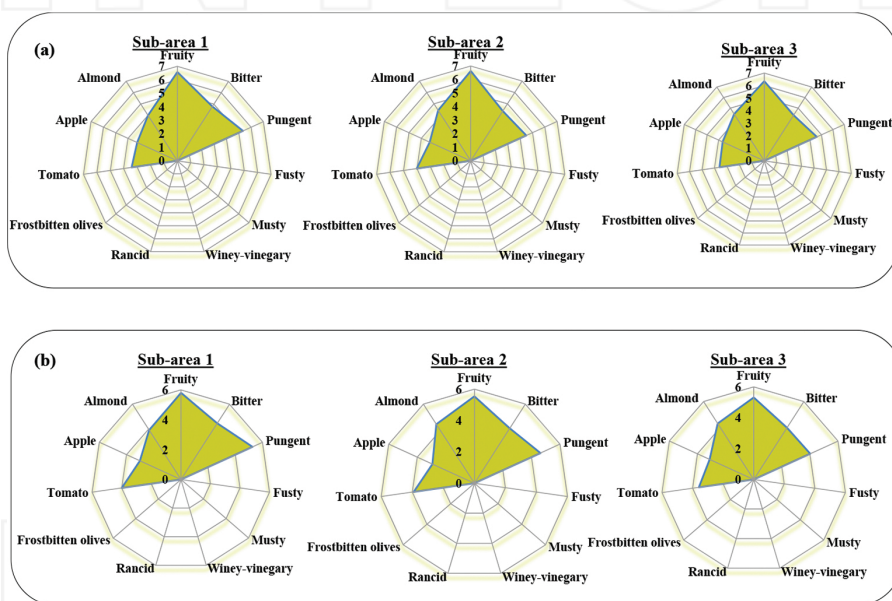 (a)
Sub-area 1
Fruity
Bitter
Pungent
Fusty
Musty
Winey-vinegary
Rancid
Frostbitten olives
Tomato
Apple
Almond
7
6
5
4
3
2
1
0
Sub-area 2
Fruity
Bitter
Pungent
Fusty
Musty
Winey-vinegary
Rancid
Frostbitten olives
Tomato
Apple
Almond
7
6
5
4
3
2
1
0
Sub-area 3
Fruity
Bitter
Pungent
Fusty
Musty
Winey-vinegary
Rancid
Frostbitten olives
Tomato
Apple
Almond
7
6
5
4
3
2
1
0
(b)
Sub-area 1
Fruity
Bitter
Pungent
Fusty
Musty
Winey-vinegary
Rancid
Frostbitten olives
Tomato
Apple
Almond
6
4
2
0
Sub-area 2
Fruity
Bitter
Pungent
Fusty
Musty
Winey-vinegary
Rancid
Frostbitten olives
Tomato
Apple
Almond
6
4
2
0
Sub-area 3
Fruity
Bitter
Pungent
Fusty
Musty
Winey-vinegary
Rancid
Frostbitten olives
Tomato
Apple
Almond
6
4
2
0